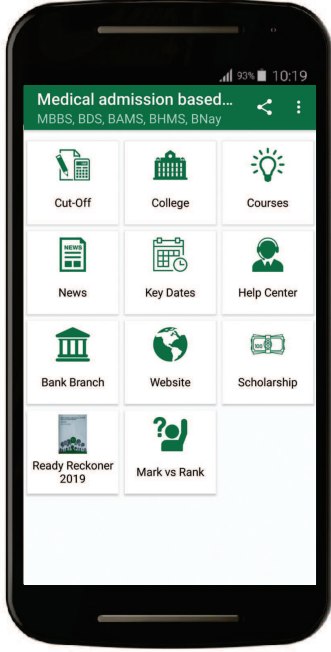 93% 10:19
Medical admission based...
MBBS, BDS, BAMS, BHMS, BNay
Cut-Off
College
Courses
NEWS
News
Key Dates
Help Center
100
Bank Branch
Website
Scholarship
Ready Reckoner
2019
Mark vs Rank